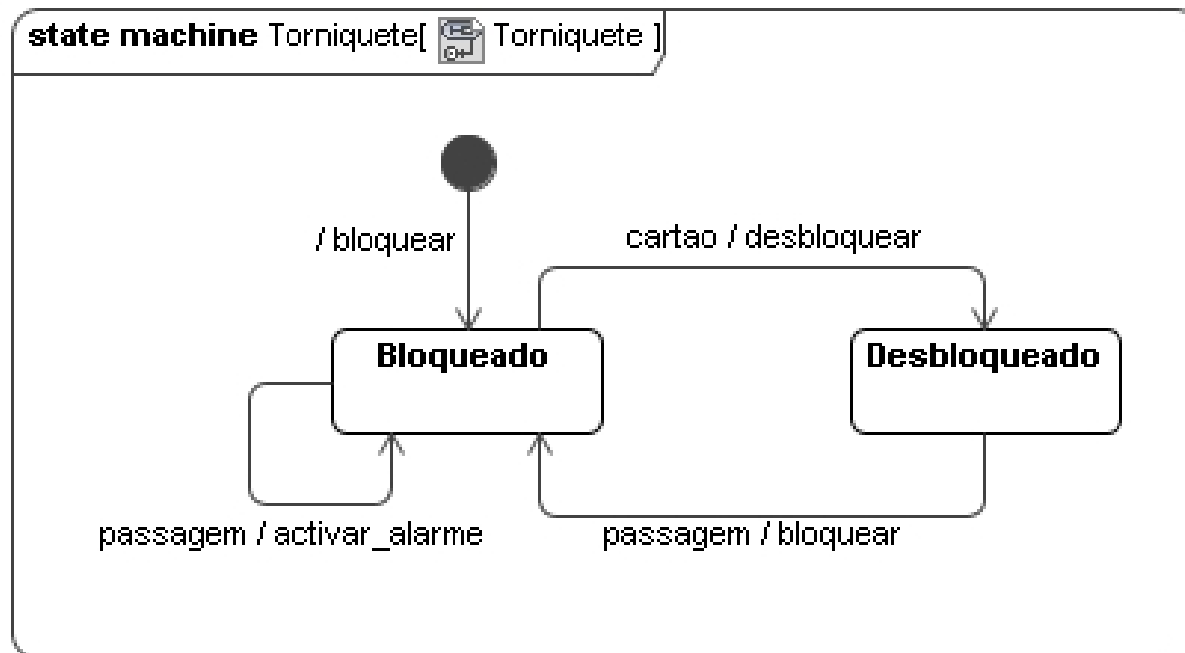 state machine Torniquete[ Torniquete ]
/ bloquear
cartao / desbloquear
Bloqueado
Desbloqueado
passagem / activar_alarme
passagem / bloquear